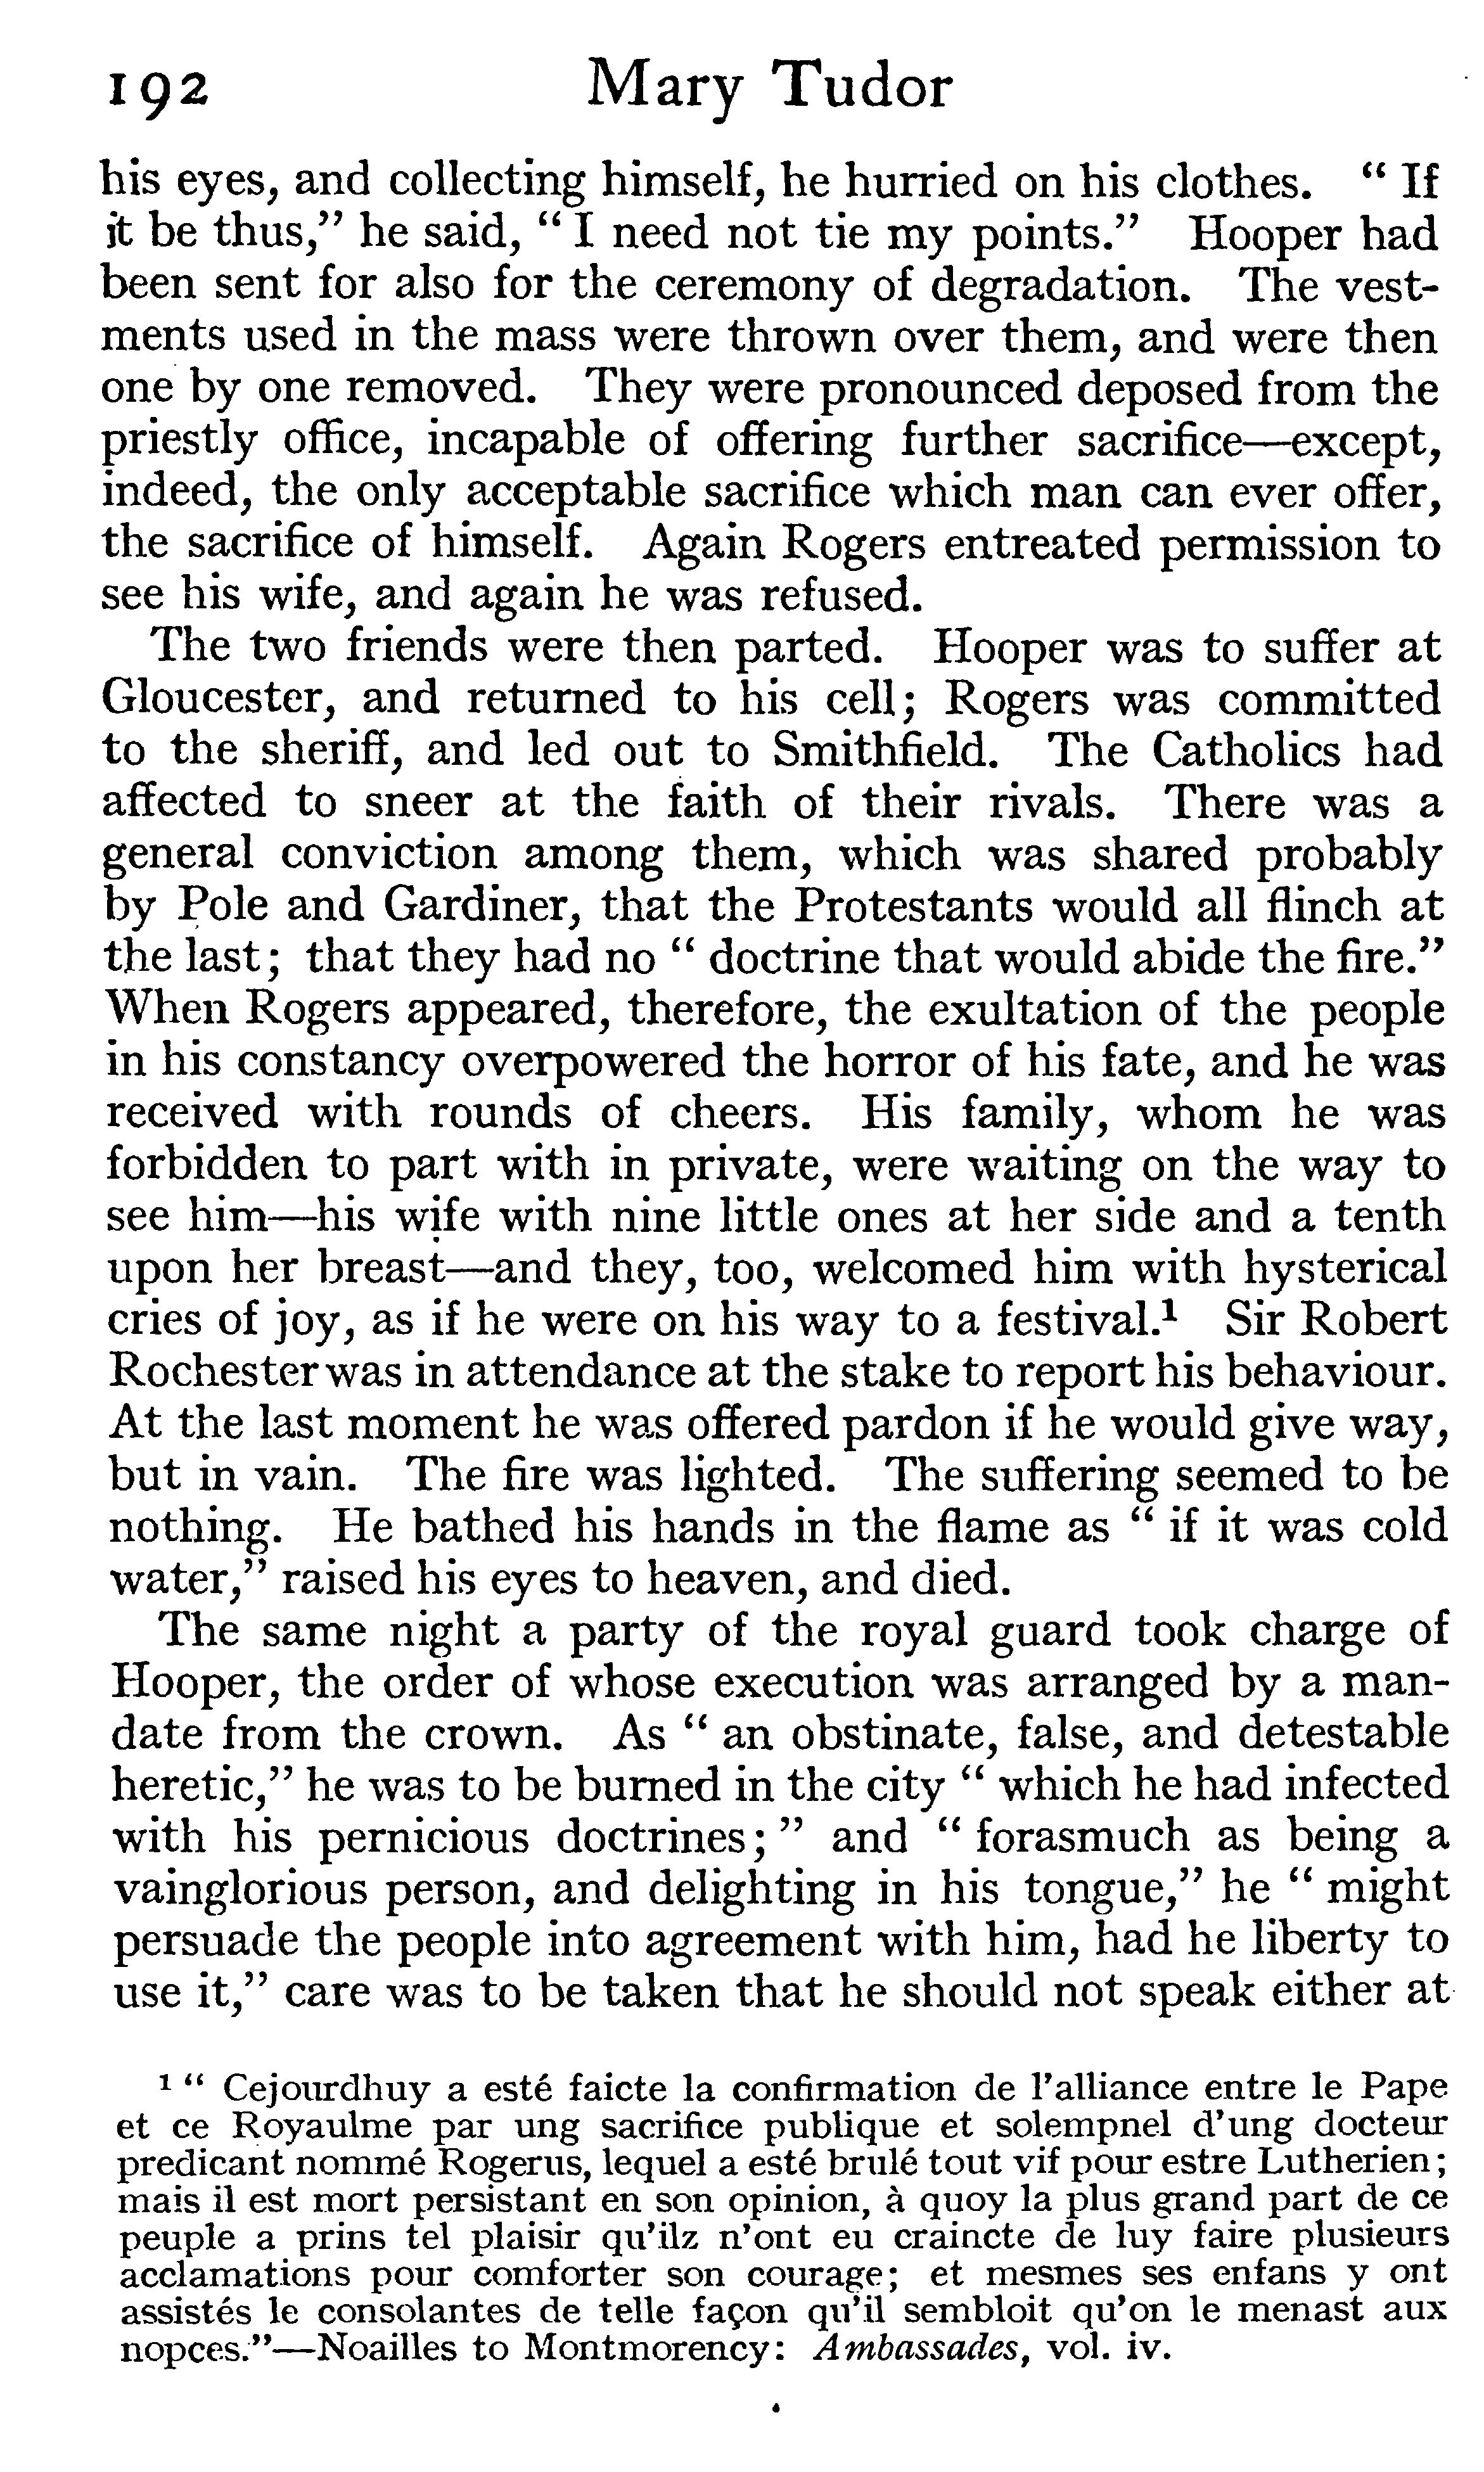 192 Mary Tudor
his eyes, and collecting himself, he hurried on his clothes. " If
it be thus," he said, " I need not tie my points." Hooper had
been sent for also for the ceremony of degradation. The vest-
ments used in the mass were thrown over them, and were then
one by one removed. They were pronounced deposed from the
priestly office, incapable of offering further sacrifice—except,
indeed, the only acceptable sacrifice which man can ever offer,
the sacrifice of himself. Again Rogers entreated permission to
see his wife, and again he was refused.
The two friends were then parted. Hooper was to suffer at
Gloucester, and returned to his cell; Rogers was committed
to the sheriff, and led out to Smithfield. The Catholics had
affected to sneer at the faith of their rivals. There was a
general conviction among them, which was shared probably
by Pole and Gardiner, that the Protestants would all flinch at
the last; that they had no " doctrine that would abide the fire."
When Rogers appeared, therefore, the exultation of the people
in his constancy overpowered the horror of his fate, and he was
received with rounds of cheers. His family, whom he was
forbidden to part with in private, were waiting on the way to
see him—his wife with nine little ones at her side and a tenth
upon her breast—and they, too, welcomed him with hysterical
cries of joy, as if he were on his way to a festival.¹ Sir Robert
Rochester was in attendance at the stake to report his behaviour.
At the last moment he was offered pardon if he would give way,
but in vain. The fire was lighted. The suffering seemed to be
nothing. He bathed his hands in the flame as " if it was cold
water," raised his eyes to heaven, and died.
The same night a party of the royal guard took charge of
Hooper, the order of whose execution was arranged by a man-
date from the crown. As " an obstinate, false, and detestable
heretic," he was to be burned in the city " which he had infected
with his pernicious doctrines; " and " forasmuch as being a
vainglorious person, and delighting in his tongue," he " might
persuade the people into agreement with him, had he liberty to
use it," care was to be taken that he should not speak either at
¹ " Cejourdhuy a esté faicte la confirmation de l'alliance entre le Pape
et ce Royaulme par ung sacrifice publique et solempnel d'ung docteur
predicant nommé Rogerus, lequel a esté brulé tout vif pour estre Lutherien;
mais il est mort persistant en son opinion, à quoy la plus grand part de ce
peuple a prins tel plaisir qu'ilz n'ont eu craincte de luy faire plusieurs
acclamations pour comforter son courage; et mesmes ses enfans y ont
assistés le consolantes de telle façon qu'il sembloit qu'on le menast aux
nopces."—Noailles to Montmorency: Ambassades, vol. iv.